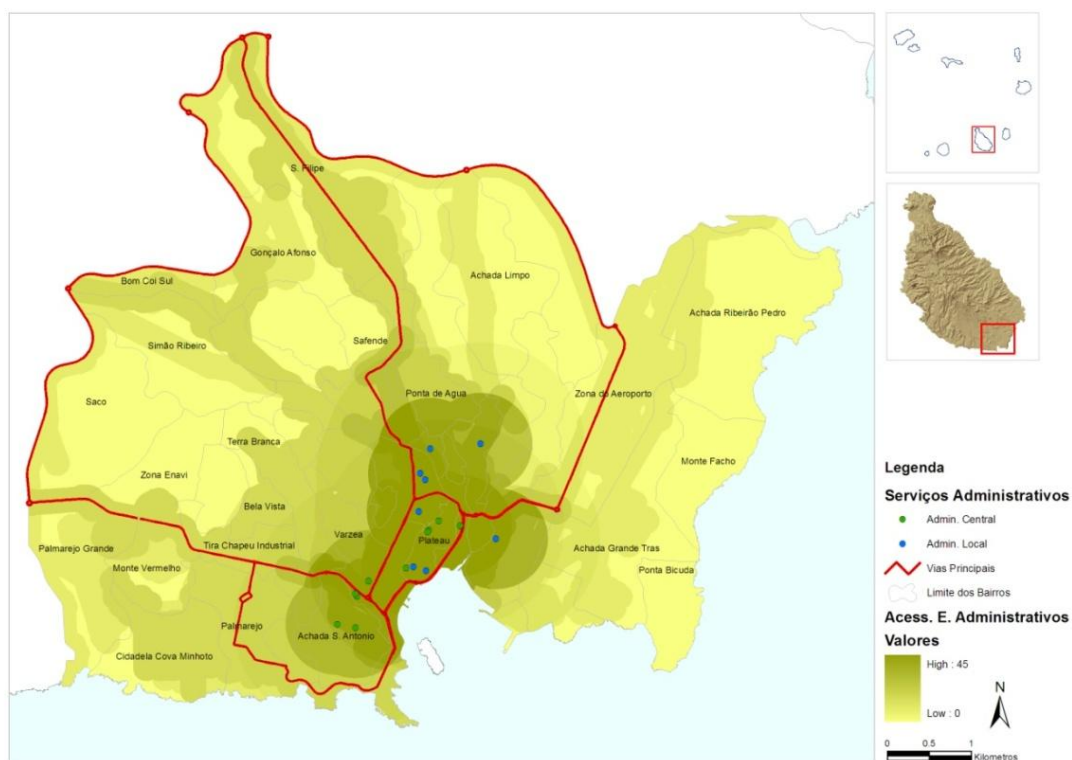 S. Filipe
Gonçalo Afonso
Bom Coi Sul
Achada Limpo
Achada Ribeirão Pedro
Simão Ribeiro
Safende
Saco
Ponta de Agua
Zona do Aeroporto
Terra Branca
Monte Facho
Zona Enavi
Bela Vista
Varzea
Plateau
Tira Chapeu Industrial
Palmarejo Grande
Achada Grande Tras
Monte Vermelho
Ponta Bicuda
Palmarejo
Achada S. Antonio
Cidadela Cova Minhoto
Legenda
Serviços Administrativos
Admin. Central
Admin. Local
Vias Principais
Limite dos Bairros
Acess. E. Administrativos
Valores
High : 45
Low : 0
N
0 0.5 1
Kilometros